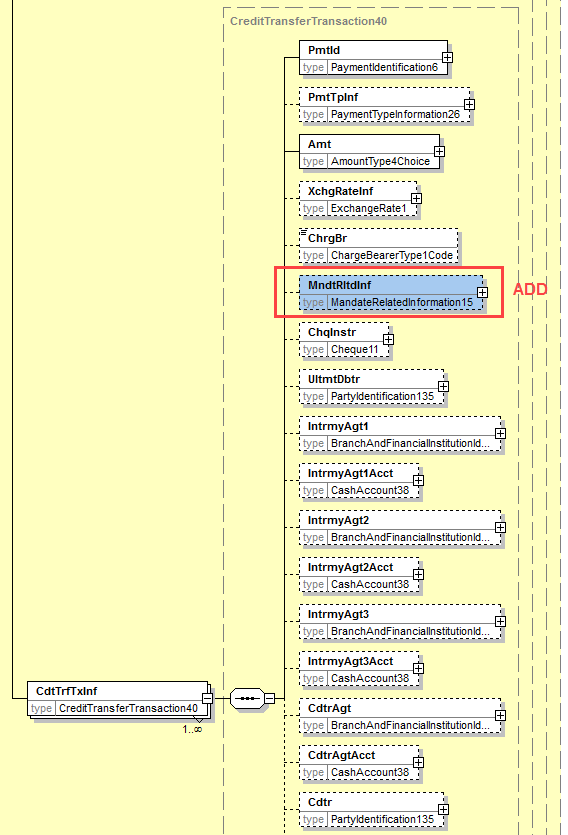 CreditTransferTransaction40
PmtId
type PaymentIdentification6
PmtTpInf
type PaymentTypeInformation26
Amt
type AmountType4Choice
XchgRateInf
type ExchangeRate1
ChrgBr
type ChargeBearerType1Code
MndtRltdInf
type MandateRelatedInformation15
ADD
ChqInstr
type Cheque11
UltmtDbtr
type PartyIdentification135
IntrmyAgt1
type BranchAndFinancialInstitutionId...
IntrmyAgt1Acct
type CashAccount38
IntrmyAgt2
type BranchAndFinancialInstitutionId...
IntrmyAgt2Acct
type CashAccount38
IntrmyAgt3
type BranchAndFinancialInstitutionId...
IntrmyAgt3Acct
type CashAccount38
CdtTrfTxInf
type CreditTransferTransaction40
1..∞
CdtrAgt
type BranchAndFinancialInstitutionId...
CdtrAgtAcct
type CashAccount38
Cdtr
type PartyIdentification135